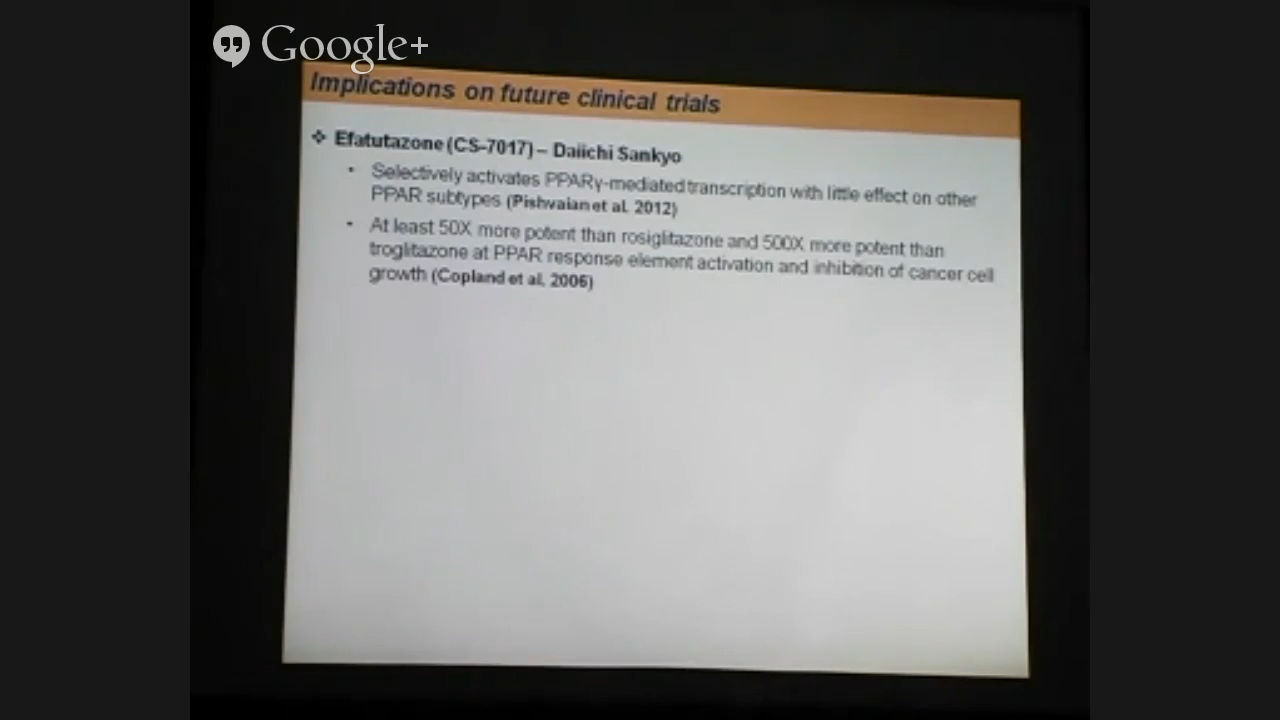 Google+
Implications on future clinical trials
❖ Efatutazone (CS-7017) – Daiichi Sankyo
• Selectively activates PPARγ-mediated transcription with little effect on other
PPAR subtypes (Pishvaian et al. 2012)
• At least 50X more potent than rosiglitazone and 500X more potent than
troglitazone at PPAR response element activation and inhibition of cancer cell
growth (Copland et al. 2006)